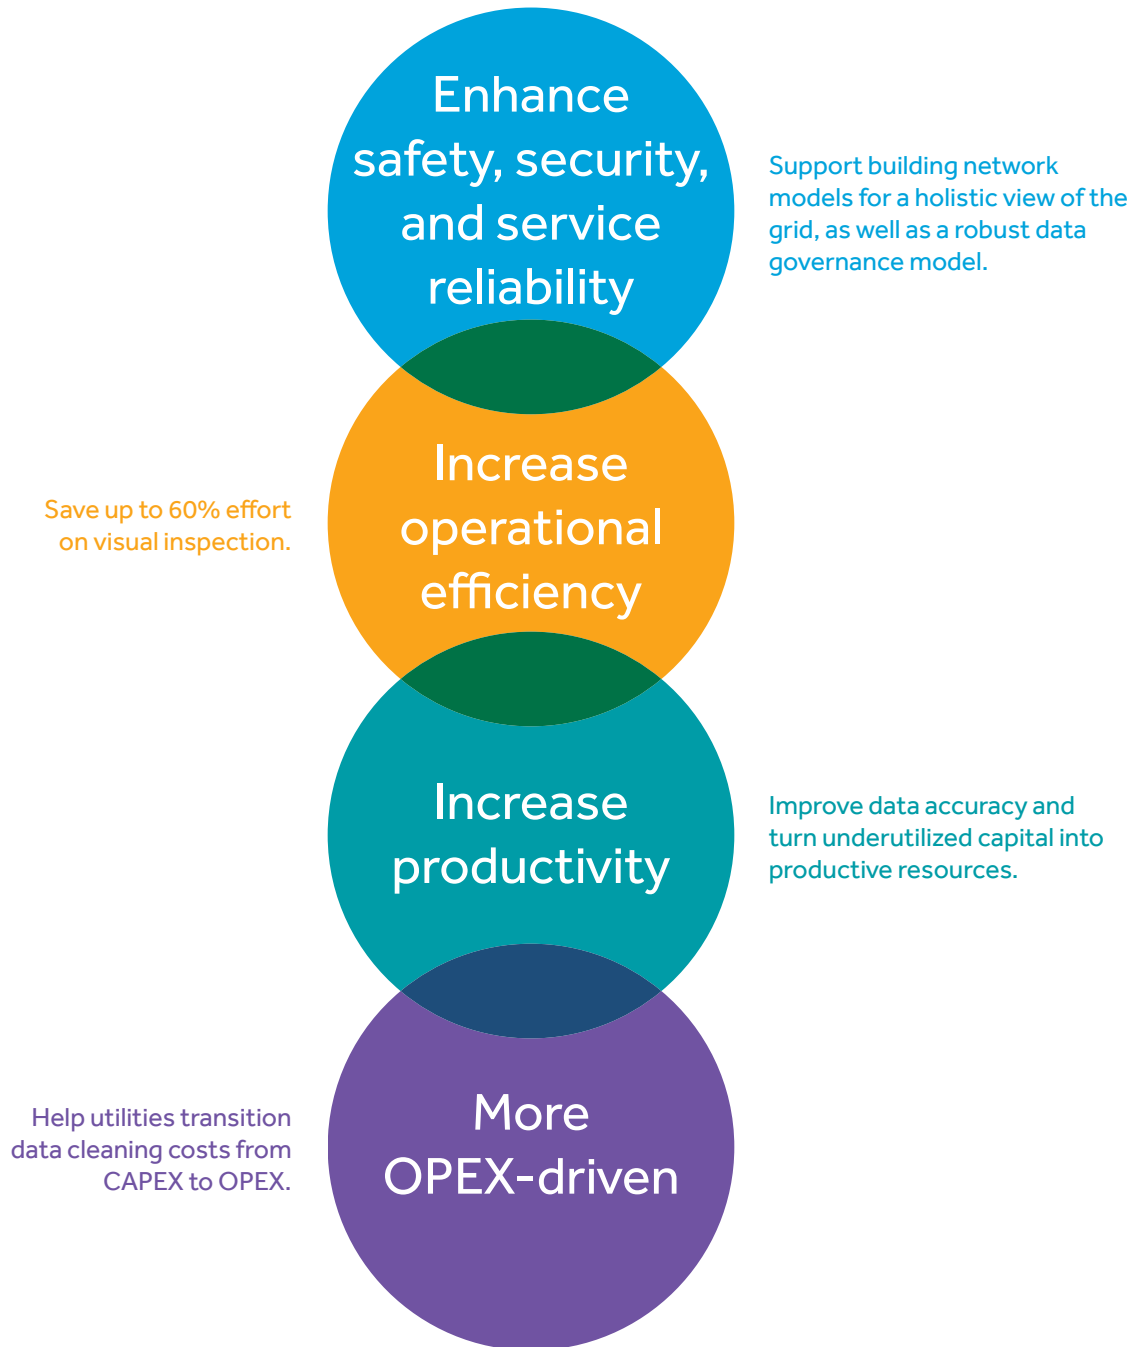 Enhance
safety, security,
and service
reliability
Support building network
models for a holistic view of the
grid, as well as a robust data
governance model.
Increase
operational
efficiency
Save up to 60% effort
on visual inspection.
Increase
productivity
Improve data accuracy and
turn underutilized capital into
productive resources.
More
OPEX-driven
Help utilities transition
data cleaning costs from
CAPEX to OPEX.